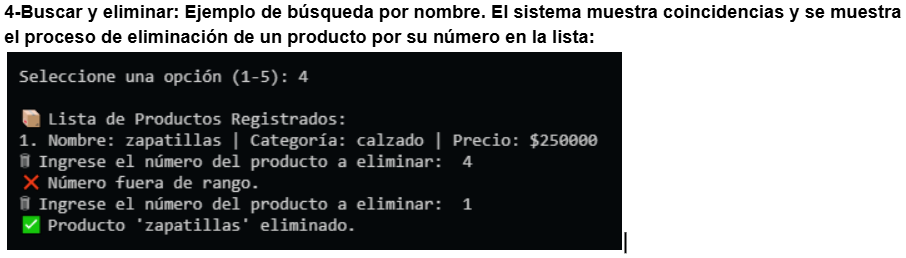 4-Buscar y eliminar: Ejemplo de búsqueda por nombre. El sistema muestra coincidencias y se muestra
el proceso de eliminación de un producto por su número en la lista:
Seleccione una opción (1-5): 4
📦 Lista de Productos Registrados:
1. Nombre: zapatillas | Categoría: calzado | Precio: $250000
🗑 Ingrese el número del producto a eliminar:  4
❌ Número fuera de rango.
🗑 Ingrese el número del producto a eliminar:  1
✅ Producto 'zapatillas' eliminado.